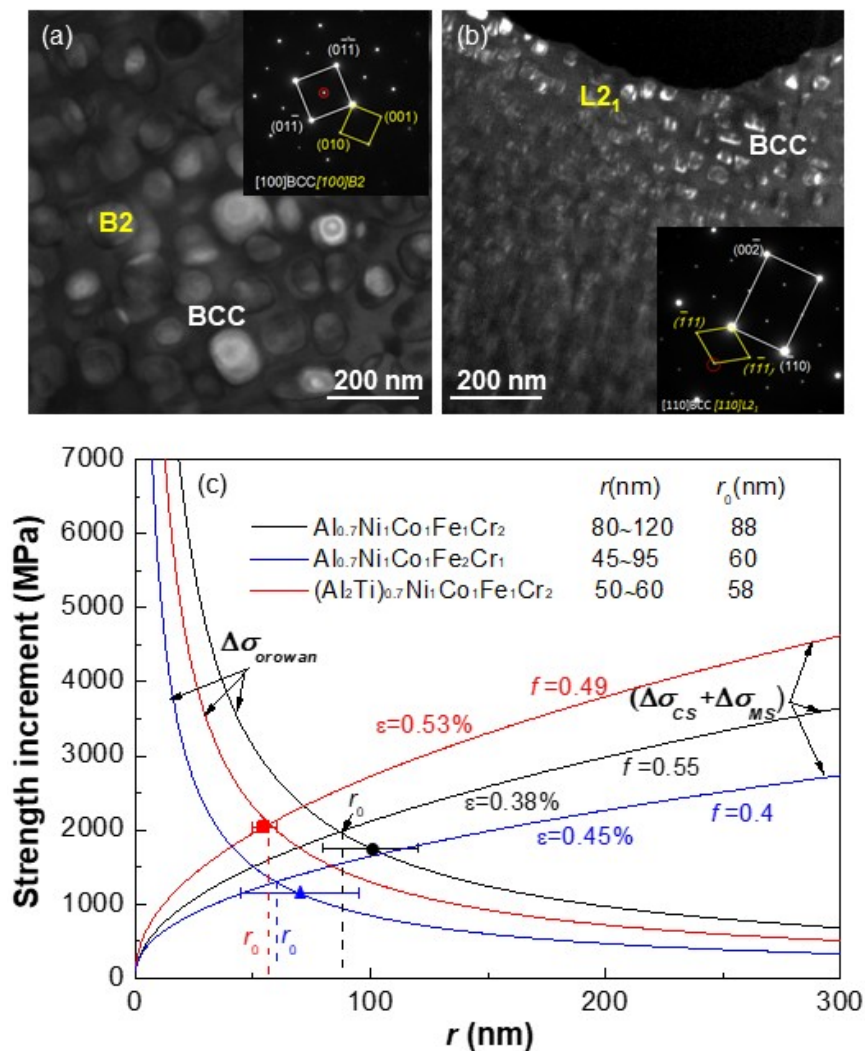 (a)
(01̄1̄)
(011̄)
(001)
(010)
[100]BCC[100]B2
B2
BCC
200 nm
(b)
L2₁
BCC
(002̄)
(1̄11)
(11̄1)
(1̄10)
[110]BCC [110]L2₁
200 nm
(c)
r(nm) r₀(nm)
Al₀.₇Ni₁Co₁Fe₁Cr₂ 80~120 88
Al₀.₇Ni₁Co₁Fe₂Cr₁ 45~95 60
(Al₂Ti)₀.₇Ni₁Co₁Fe₁Cr₂ 50~60 58
Δσorowan
f =0.49
(ΔσCS+ΔσMS)
ε=0.53%
f =0.55
r₀
ε=0.38%
f =0.4
ε=0.45%
r₀
r₀
Strength increment (MPa)
7000
6000
5000
4000
3000
2000
1000
0
0 100 200 300
r (nm)